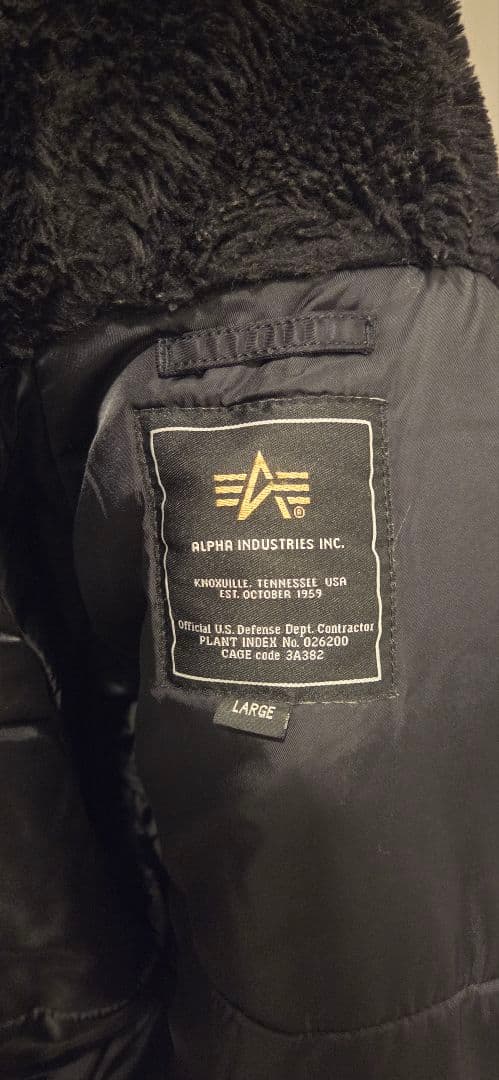 ALPHA INDUSTRIES INC.
KNOXVILLE, TENNESSEE USA
EST. OCTOBER 1959
Official U.S. Defense Dept. Contractor
PLANT INDEX No. 026200
CAGE code 3A382
LARGE